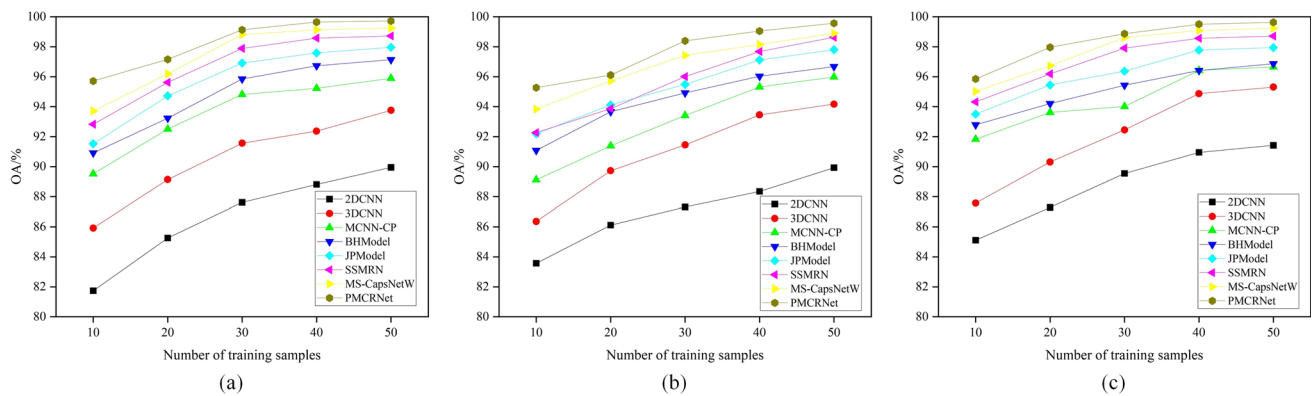 100
98
96
94
92
90
88
86
84
82
80
OA/%
10 20 30 40 50
Number of training samples
2DCNN
3DCNN
MCNN-CP
BHModel
JPModel
SSMRN
MS-CapsNetW
PMCRNet
(a)
100
98
96
94
92
90
88
86
84
82
80
OA/%
10 20 30 40 50
Number of training samples
2DCNN
3DCNN
MCNN-CP
BHModel
JPModel
SSMRN
MS-CapsNetW
PMCRNet
(b)
100
98
96
94
92
90
88
86
84
82
80
OA/%
10 20 30 40 50
Number of training samples
2DCNN
3DCNN
MCNN-CP
BHModel
JPModel
SSMRN
MS-CapsNetW
PMCRNet
(c)